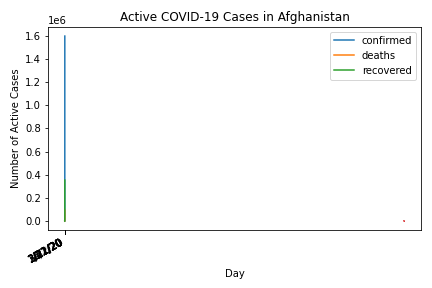 Active COVID-19 Cases in Afghanistan
1e6
confirmed
deaths
recovered
1.6
1.4
1.2
1.0
0.8
0.6
0.4
0.2
0.0
Number of Active Cases
Day